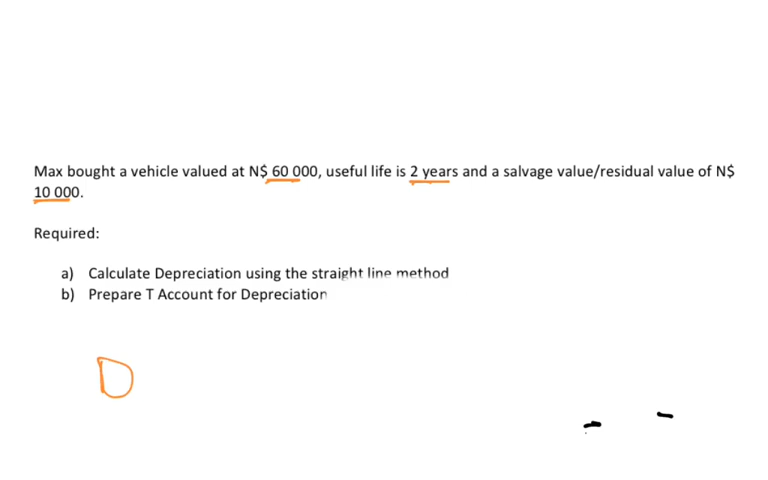 Max bought a vehicle valued at N$ 60 000, useful life is 2 years and a salvage value/residual value of N$
10 000.
Required:
a) Calculate Depreciation using the straight line method
b) Prepare T Account for Depreciation
D